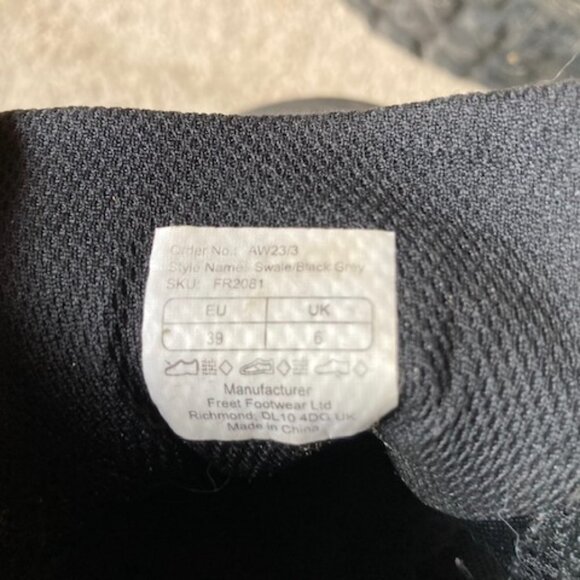 Order No.: AW23/3
Style Name: Swale/Black Grey
SKU: FR2081
EU UK
39 6
Manufacturer
Freet Footwear Ltd
Richmond, DL10 4DG UK
Made in China